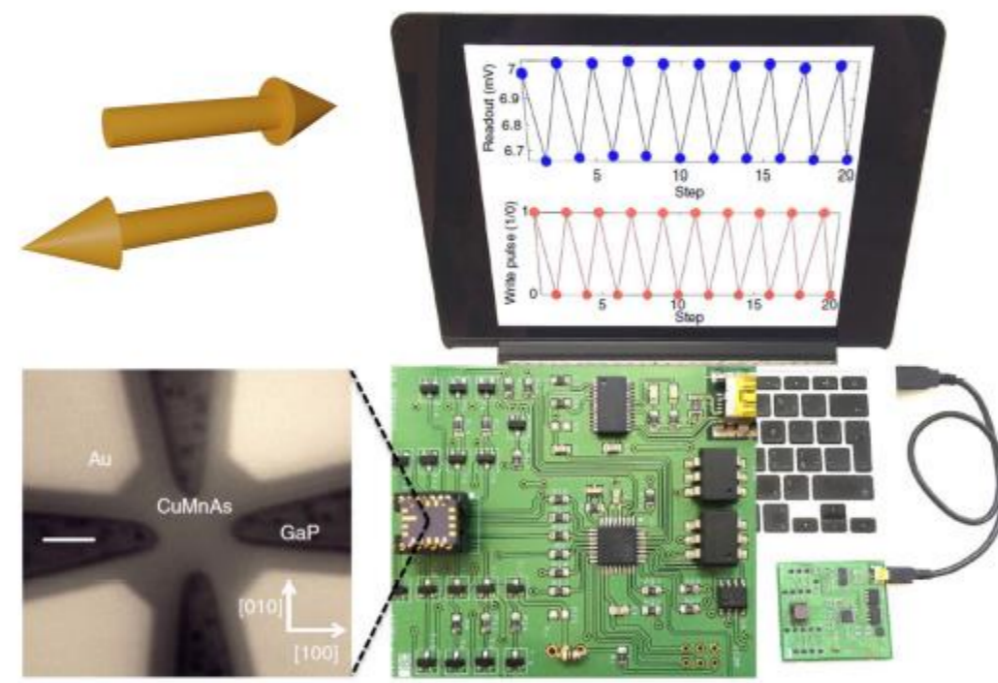 7
6.9
6.8
6.7
Readout (mV)
5 10 15 20
Step
1
0
Write pulse (1/0)
5 10 15 20
Step
Au
CuMnAs
GaP
[010]
[100]